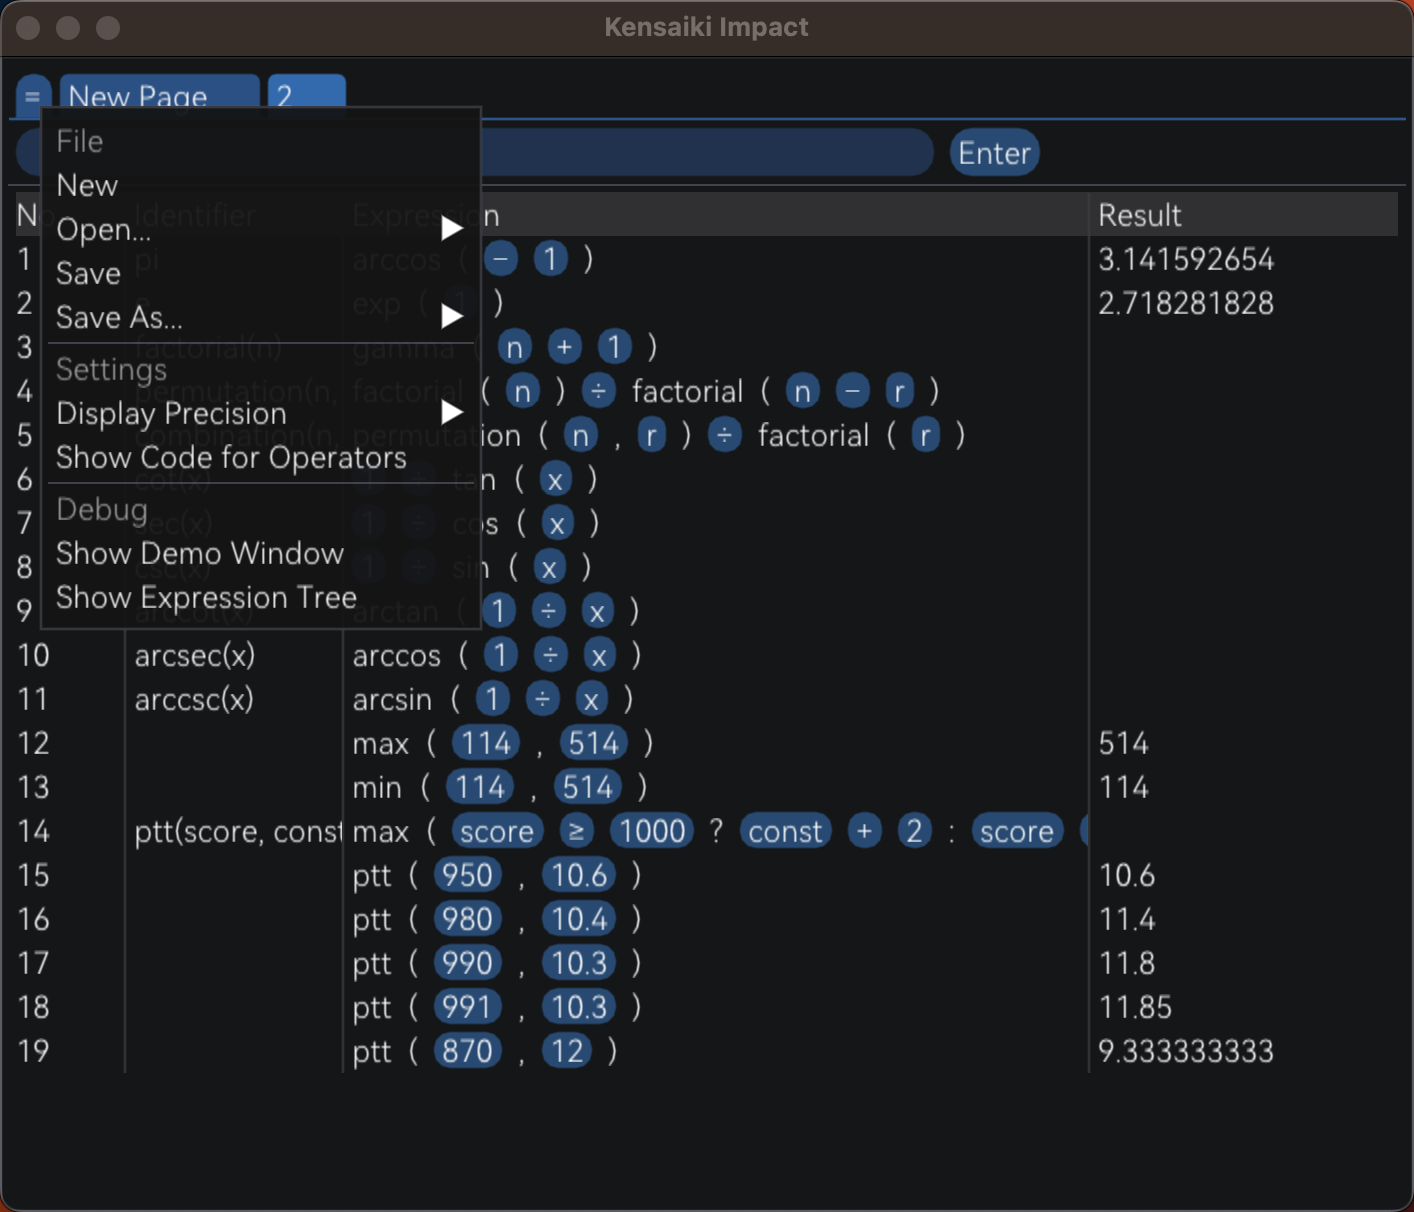 Kensaiki Impact
= New Page 2
Enter
File
New
Open...
Save
Save As...
Settings
Display Precision
Show Code for Operators
Debug
Show Demo Window
Show Expression Tree
No Identifier Expression Result
1 pi arccos ( − 1 ) 3.141592654
2 e exp ( 1 ) 2.718281828
3 factorial(n) gamma ( n + 1 )
4 permutation(n, factorial ( n ) ÷ factorial ( n − r )
5 combination(n, permutation ( n , r ) ÷ factorial ( r )
6 cot(x) 1 ÷ tan ( x )
7 sec(x) 1 ÷ cos ( x )
8 csc(x) 1 ÷ sin ( x )
9 arccot(x) arctan ( 1 ÷ x )
10 arcsec(x) arccos ( 1 ÷ x )
11 arccsc(x) arcsin ( 1 ÷ x )
12 max ( 114 , 514 ) 514
13 min ( 114 , 514 ) 114
14 ptt(score, const max ( score ≥ 1000 ? const + 2 : score
15 ptt ( 950 , 10.6 ) 10.6
16 ptt ( 980 , 10.4 ) 11.4
17 ptt ( 990 , 10.3 ) 11.8
18 ptt ( 991 , 10.3 ) 11.85
19 ptt ( 870 , 12 ) 9.333333333